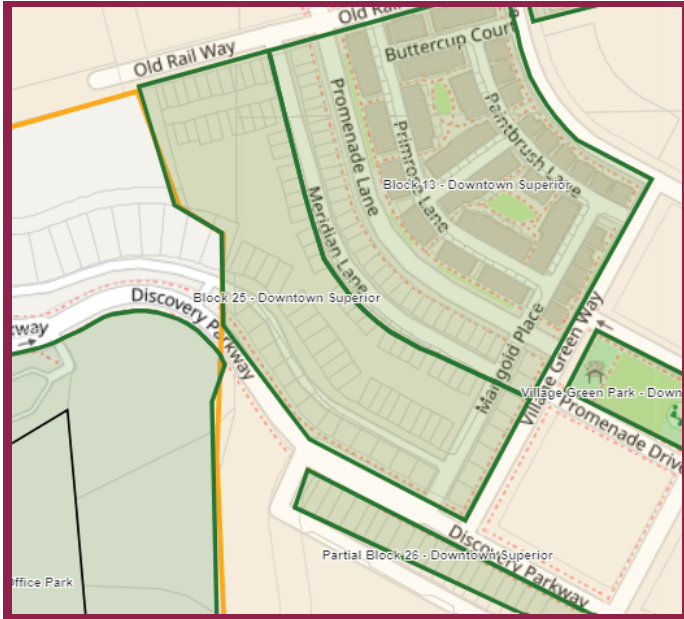 Old Rail
Old Rail Way
Buttercup Court
Promenade Lane
Primrose Lane
Paintbrush Lane
Block 13 - Downtown Superior
Meridian Lane
Block 25 - Downtown Superior
Discovery Parkway
kway
Marigold Place
Village Green Way
Village Green Park - Down
Promenade Drive
Discovery Parkway
Partial Block 26 - Downtown Superior
Office Park